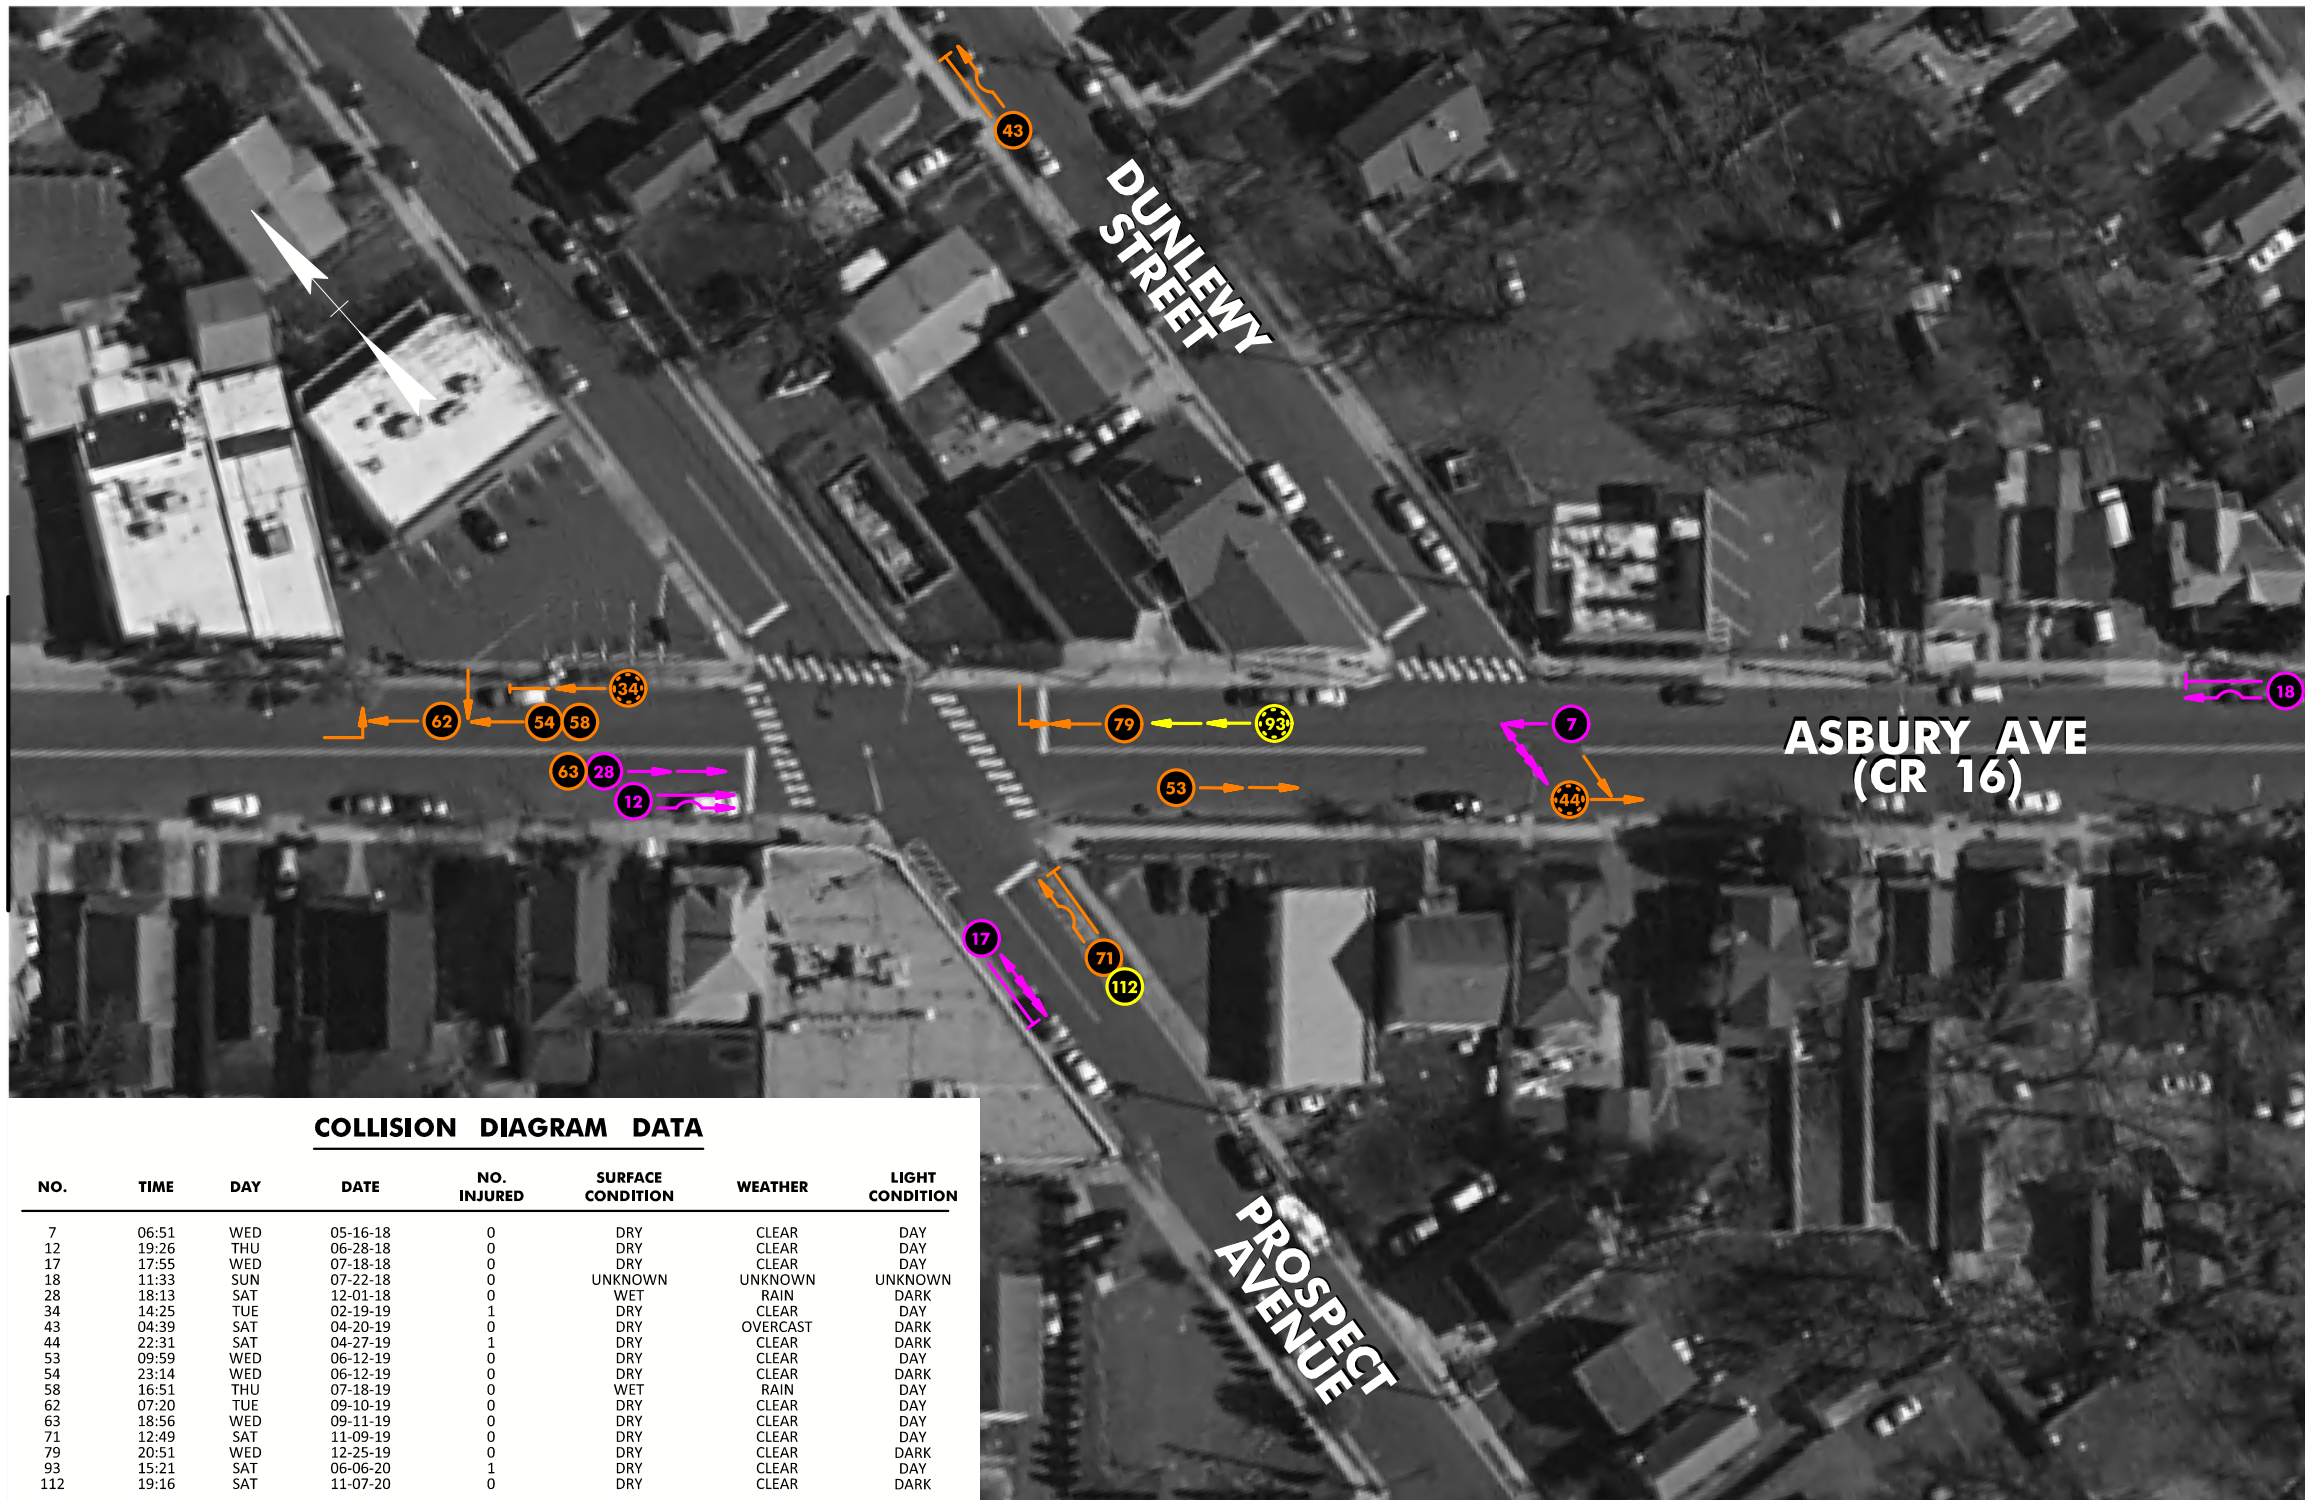 43
DUNLEWY
STREET
34
18
62
54
58
79
93
7
ASBURY AVE
(CR 16)
63
28
12
53
44
17
71
112
PROSPECT
AVENUE
COLLISION DIAGRAM DATA
NO. TIME DAY DATE NO. INJURED SURFACE CONDITION WEATHER LIGHT CONDITION
7 06:51 WED 05-16-18 0 DRY CLEAR DAY
12 19:26 THU 06-28-18 0 DRY CLEAR DAY
17 17:55 WED 07-18-18 0 DRY CLEAR DAY
18 11:33 SUN 07-22-18 0 UNKNOWN UNKNOWN UNKNOWN
28 18:13 SAT 12-01-18 0 WET RAIN DARK
34 14:25 TUE 02-19-19 1 DRY CLEAR DAY
43 04:39 SAT 04-20-19 0 DRY OVERCAST DARK
44 22:31 SAT 04-27-19 1 DRY CLEAR DARK
53 09:59 WED 06-12-19 0 DRY CLEAR DAY
54 23:14 WED 06-12-19 0 DRY CLEAR DARK
58 16:51 THU 07-18-19 0 WET RAIN DAY
62 07:20 TUE 09-10-19 0 DRY CLEAR DAY
63 18:56 WED 09-11-19 0 DRY CLEAR DAY
71 12:49 SAT 11-09-19 0 DRY CLEAR DAY
79 20:51 WED 12-25-19 0 DRY CLEAR DARK
93 15:21 SAT 06-06-20 1 DRY CLEAR DAY
112 19:16 SAT 11-07-20 0 DRY CLEAR DARK